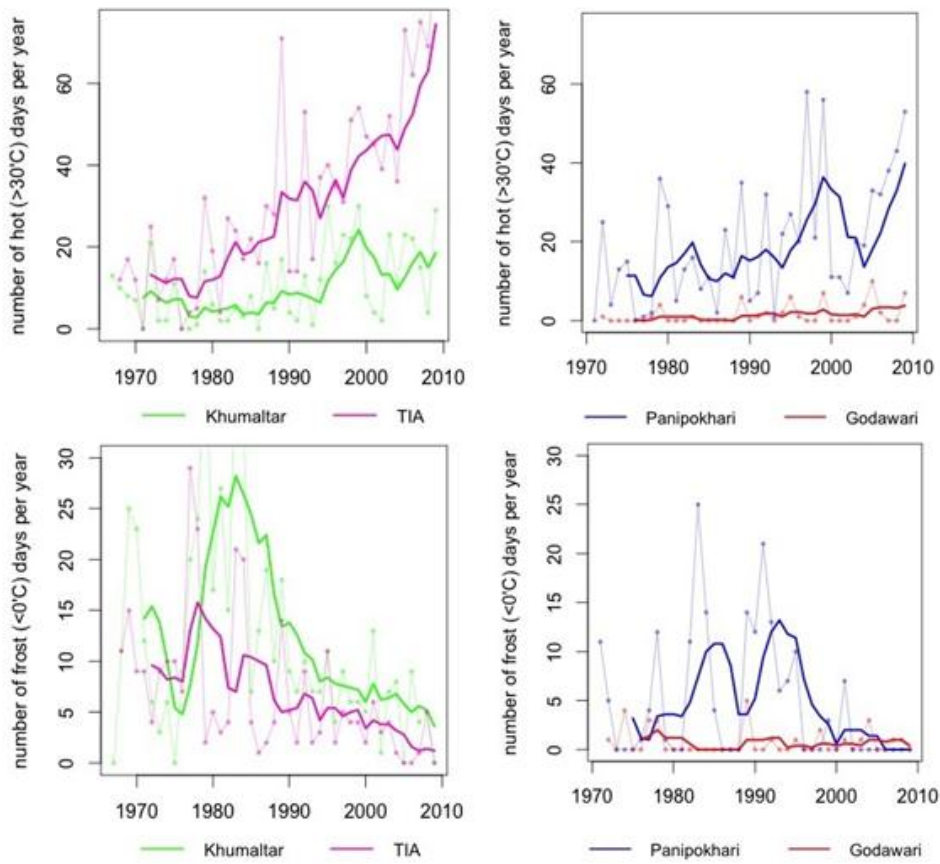 number of hot (>30'C) days per year
60
40
20
0
1970 1980 1990 2000 2010
Khumaltar TIA
number of hot (>30'C) days per year
60
40
20
0
1970 1980 1990 2000 2010
Panipokhari Godawari
number of frost (<0'C) days per year
30
25
20
15
10
5
0
1970 1980 1990 2000 2010
Khumaltar TIA
number of frost (<0'C) days per year
30
25
20
15
10
5
0
1970 1980 1990 2000 2010
Panipokhari Godawari